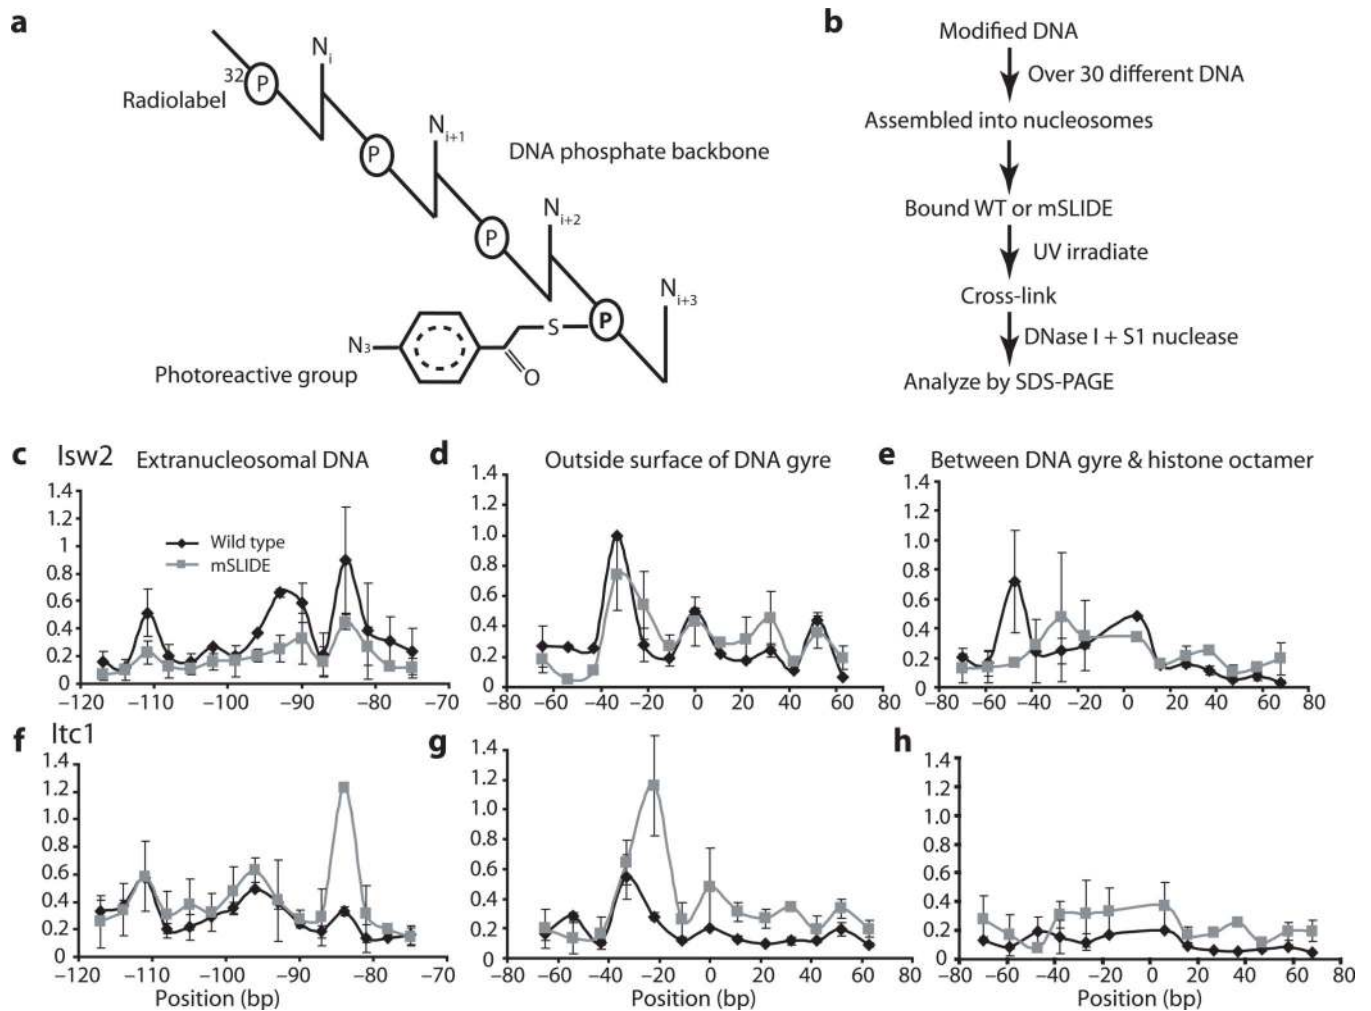 a
32
P
Radiolabel
N i
P
N i+1
DNA phosphate backbone
P
N i+2
P
N i+3
N3
S
O
Photoreactive group
b
Modified DNA
Over 30 different DNA
Assembled into nucleosomes
Bound WT or mSLIDE
UV irradiate
Cross-link
DNase I + S1 nuclease
Analyze by SDS-PAGE
c Isw2 Extranucleosomal DNA
1.4
1.2
1
0.8
0.6
0.4
0.2
0
Wild type
mSLIDE
−120 −110 −100 −90 −80 −70
d Outside surface of DNA gyre
1.4
1.2
1.0
0.8
0.6
0.4
0.2
0
−80 −60 −40 −20 0 20 40 60 80
e Between DNA gyre & histone octamer
1.4
1.2
1.0
0.8
0.6
0.4
0.2
0
−80 −60 −40 −20 0 20 40 60 80
f Itc1
1.4
1.2
1.0
0.8
0.6
0.4
0.2
0
−120 −110 −100 −90 −80 −70
Position (bp)
g
1.4
1.2
1.0
0.8
0.6
0.4
0.2
0
−80 −60 −40 −20 0 20 40 60 80
Position (bp)
h
1.4
1.2
1.0
0.8
0.6
0.4
0.2
0
−80 −60 −40 −20 0 20 40 60 80
Position (bp)